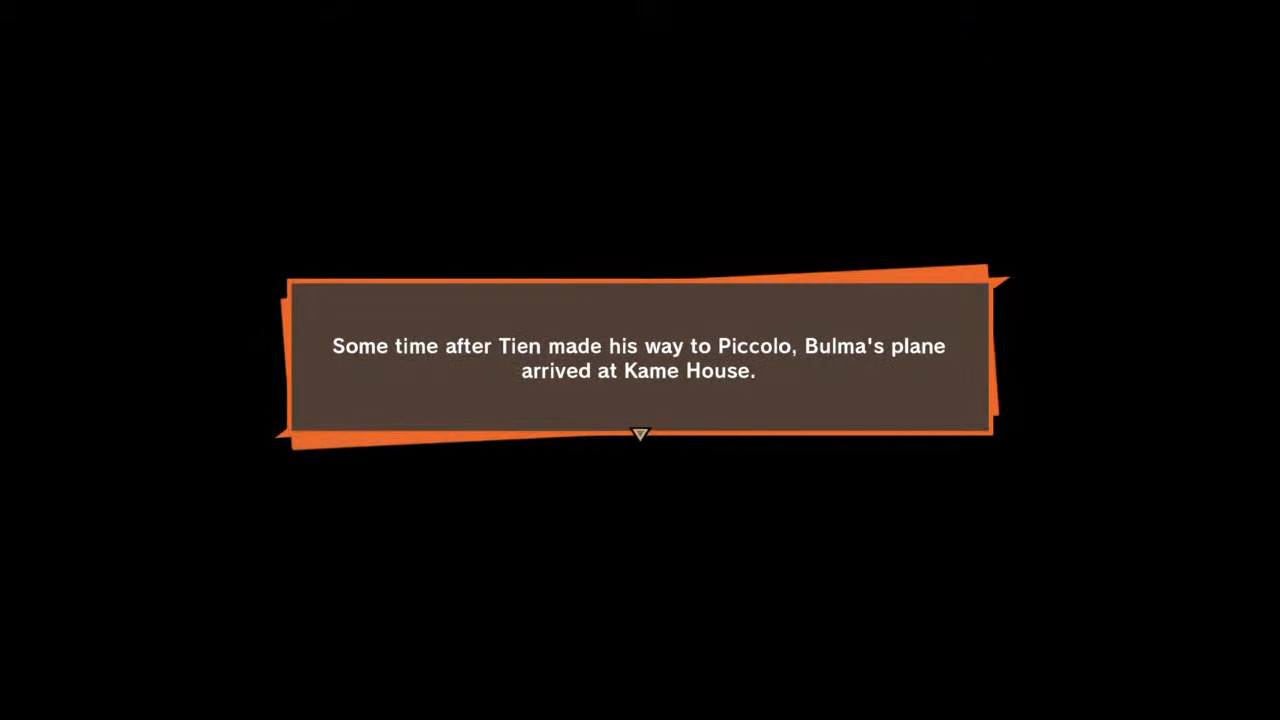 Some time after Tien made his way to Piccolo, Bulma's plane
arrived at Kame House.